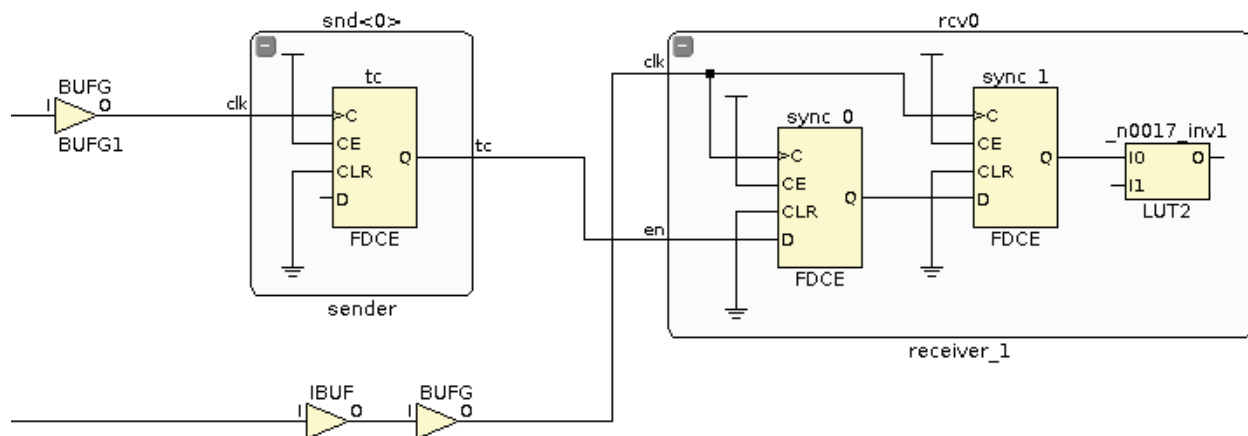 snd<0>
rcv0
BUFG
I O
BUFG1
clk
tc
C
CE
CLR
D
Q
FDCE
tc
sender
clk
en
sync_0
C
CE
CLR
D
Q
FDCE
sync_1
C
CE
CLR
D
Q
FDCE
_n0017_inv1
I0 O
I1
LUT2
receiver_1
IBUF
I O
BUFG
I O